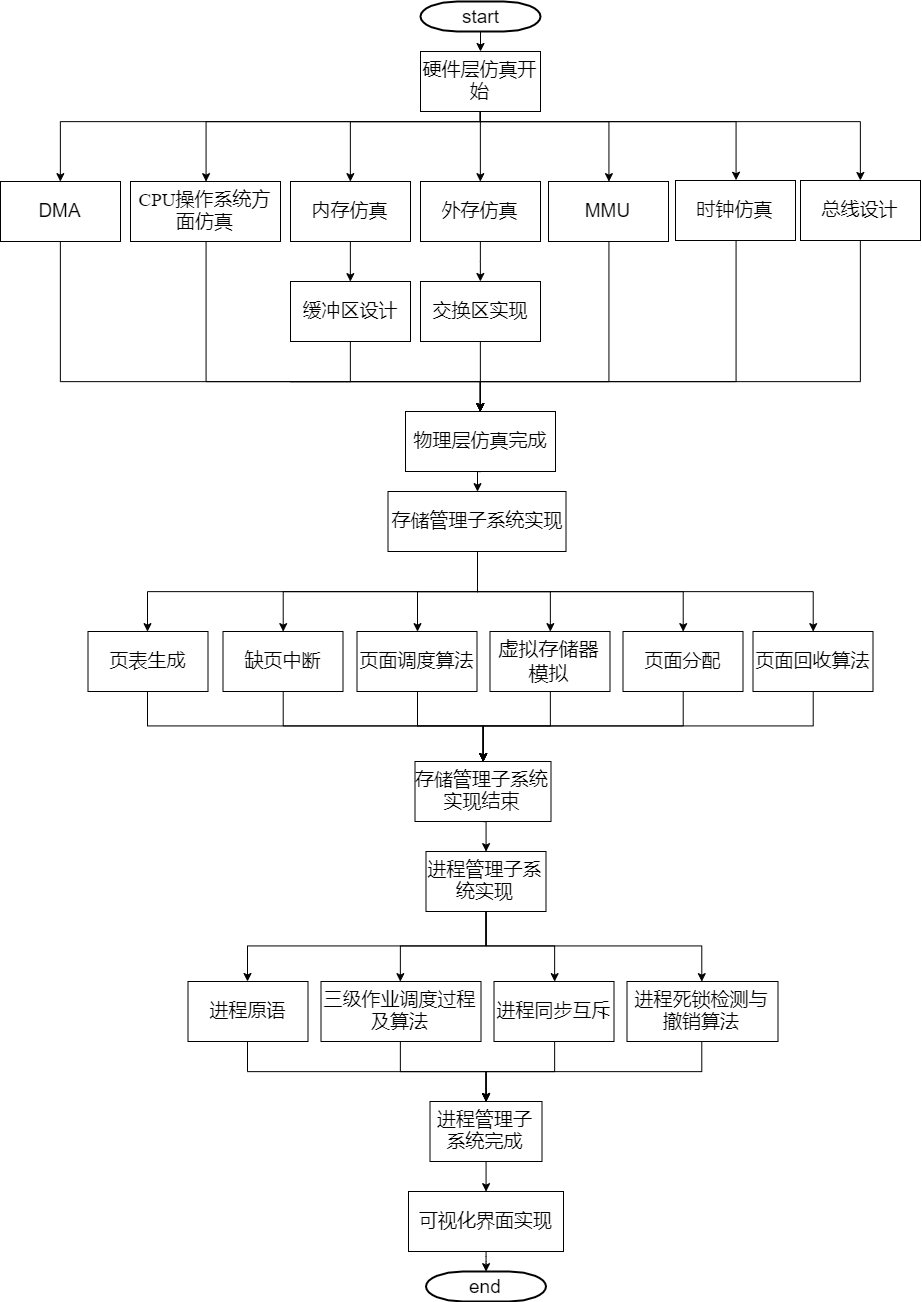 start
硬件层仿真开
始
DMA
CPU操作系统方
面仿真
内存仿真
外存仿真
MMU
时钟仿真
总线设计
缓冲区设计
交换区实现
物理层仿真完成
存储管理子系统实现
页表生成
缺页中断
页面调度算法
虚拟存储器
模拟
页面分配
页面回收算法
存储管理子系统
实现结束
进程管理子系
统实现
进程原语
三级作业调度过程
及算法
进程同步互斥
进程死锁检测与
撤销算法
进程管理子
系统完成
可视化界面实现
end